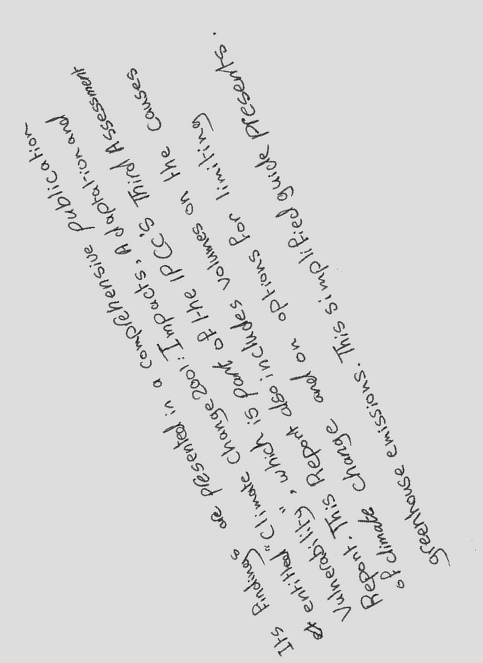 Its Findings are presented in a comprehensive publication
entitled "Climate Change 2001: Impacts, Adaptation and
Vulnerability", which is part of the IPCC's Third Assessment
Report. This Report also includes volumes on the causes
of climate change and on options for limiting
greenhouse emissions. This simplified guide presents.